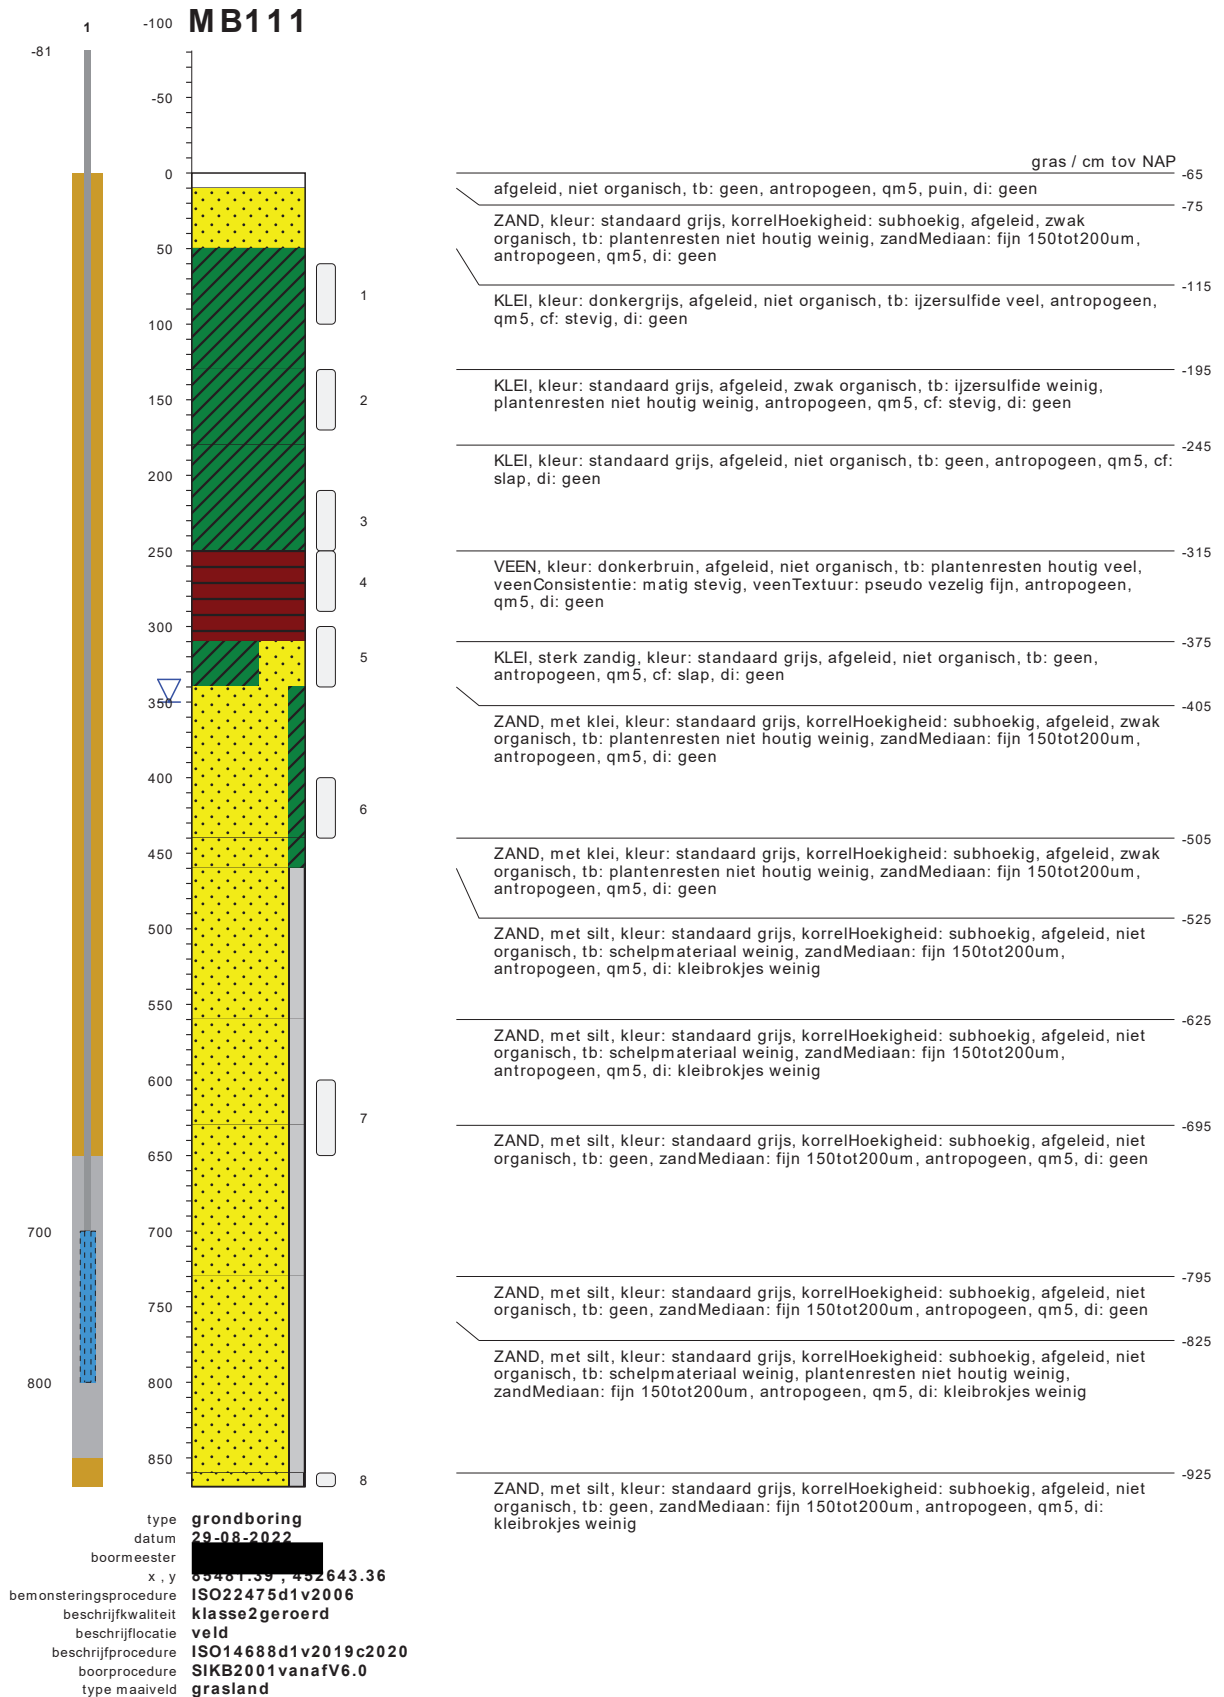 1
-100 MB111
-81
-50
gras / cm tov NAP
0
-65
afgeleid, niet organisch, tb: geen, antropogeen, qm5, puin, di: geen
-75
ZAND, kleur: standaard grijs, korrelHoekigheid: subhoekig, afgeleid, zwak
organisch, tb: plantenresten niet houtig weinig, zandMediaan: fijn 150tot200um,
antropogeen, qm5, di: geen
50
-115
1
KLEI, kleur: donkergrijs, afgeleid, niet organisch, tb: ijzersulfide veel, antropogeen,
qm5, cf: stevig, di: geen
100
-195
KLEI, kleur: standaard grijs, afgeleid, zwak organisch, tb: ijzersulfide weinig,
plantenresten niet houtig weinig, antropogeen, qm5, cf: stevig, di: geen
150
2
-245
KLEI, kleur: standaard grijs, afgeleid, niet organisch, tb: geen, antropogeen, qm5, cf:
slap, di: geen
200
3
250
-315
VEEN, kleur: donkerbruin, afgeleid, niet organisch, tb: plantenresten houtig veel,
veenConsistentie: matig stevig, veenTextuur: pseudo vezelig fijn, antropogeen,
qm5, di: geen
4
300
-375
KLEI, sterk zandig, kleur: standaard grijs, afgeleid, niet organisch, tb: geen,
antropogeen, qm5, cf: slap, di: geen
5
350
-405
ZAND, met klei, kleur: standaard grijs, korrelHoekigheid: subhoekig, afgeleid, zwak
organisch, tb: plantenresten niet houtig weinig, zandMediaan: fijn 150tot200um,
antropogeen, qm5, di: geen
400
6
-505
450
ZAND, met klei, kleur: standaard grijs, korrelHoekigheid: subhoekig, afgeleid, zwak
organisch, tb: plantenresten niet houtig weinig, zandMediaan: fijn 150tot200um,
antropogeen, qm5, di: geen
-525
500
ZAND, met silt, kleur: standaard grijs, korrelHoekigheid: subhoekig, afgeleid, niet
organisch, tb: schelpmateriaal weinig, zandMediaan: fijn 150tot200um,
antropogeen, qm5, di: kleibrokjes weinig
550
-625
ZAND, met silt, kleur: standaard grijs, korrelHoekigheid: subhoekig, afgeleid, niet
organisch, tb: schelpmateriaal weinig, zandMediaan: fijn 150tot200um,
antropogeen, qm5, di: kleibrokjes weinig
600
7
-695
650
ZAND, met silt, kleur: standaard grijs, korrelHoekigheid: subhoekig, afgeleid, niet
organisch, tb: geen, zandMediaan: fijn 150tot200um, antropogeen, qm5, di: geen
700
700
-795
750
ZAND, met silt, kleur: standaard grijs, korrelHoekigheid: subhoekig, afgeleid, niet
organisch, tb: geen, zandMediaan: fijn 150tot200um, antropogeen, qm5, di: geen
-825
800
800
ZAND, met silt, kleur: standaard grijs, korrelHoekigheid: subhoekig, afgeleid, niet
organisch, tb: schelpmateriaal weinig, plantenresten niet houtig weinig,
zandMediaan: fijn 150tot200um, antropogeen, qm5, di: kleibrokjes weinig
850
-925
8
ZAND, met silt, kleur: standaard grijs, korrelHoekigheid: subhoekig, afgeleid, niet
organisch, tb: geen, zandMediaan: fijn 150tot200um, antropogeen, qm5, di:
kleibrokjes weinig
type grondboring
datum 29-08-2022
boormeester
x , y 85481.39 , 452643.36
bemonsteringsprocedure ISO22475d1v2006
beschrijfkwaliteit klasse2geroerd
beschrijflocatie veld
beschrijfprocedure ISO14688d1v2019c2020
boorprocedure SIKB2001vanafV6.0
type maaiveld grasland